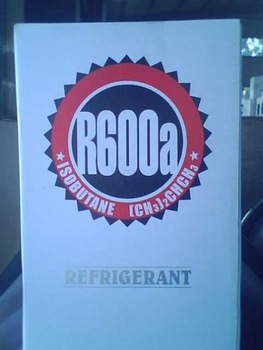 R600a
★ ISOBUTANE (CH₃)₂CHCH₃ ★
REFRIGERANT